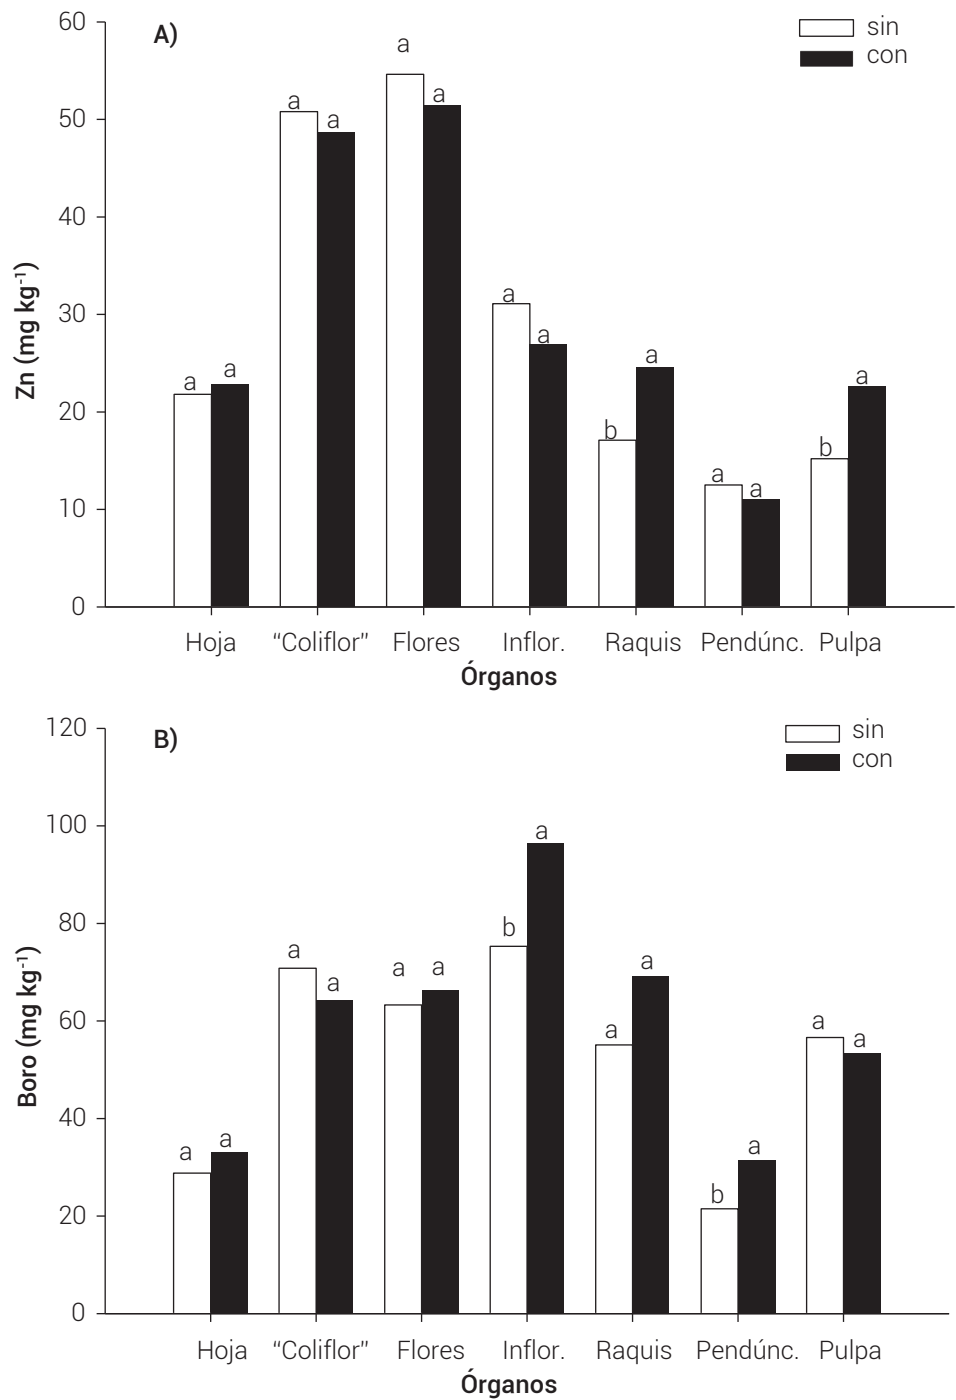 A)
sin
con
60
50
40
30
20
10
0
Zn (mg kg-1)
a
a
a
a
a
a
a
a
b
a
a
a
b
a
Hoja
“Coliflor”
Flores
Inflor.
Raquis
Pendúnc.
Pulpa
Órganos
B)
sin
con
120
100
80
60
40
20
0
Boro (mg kg-1)
a
a
a
a
a
a
b
a
a
a
b
a
a
a
Hoja
“Coliflor”
Flores
Inflor.
Raquis
Pendúnc.
Pulpa
Órganos